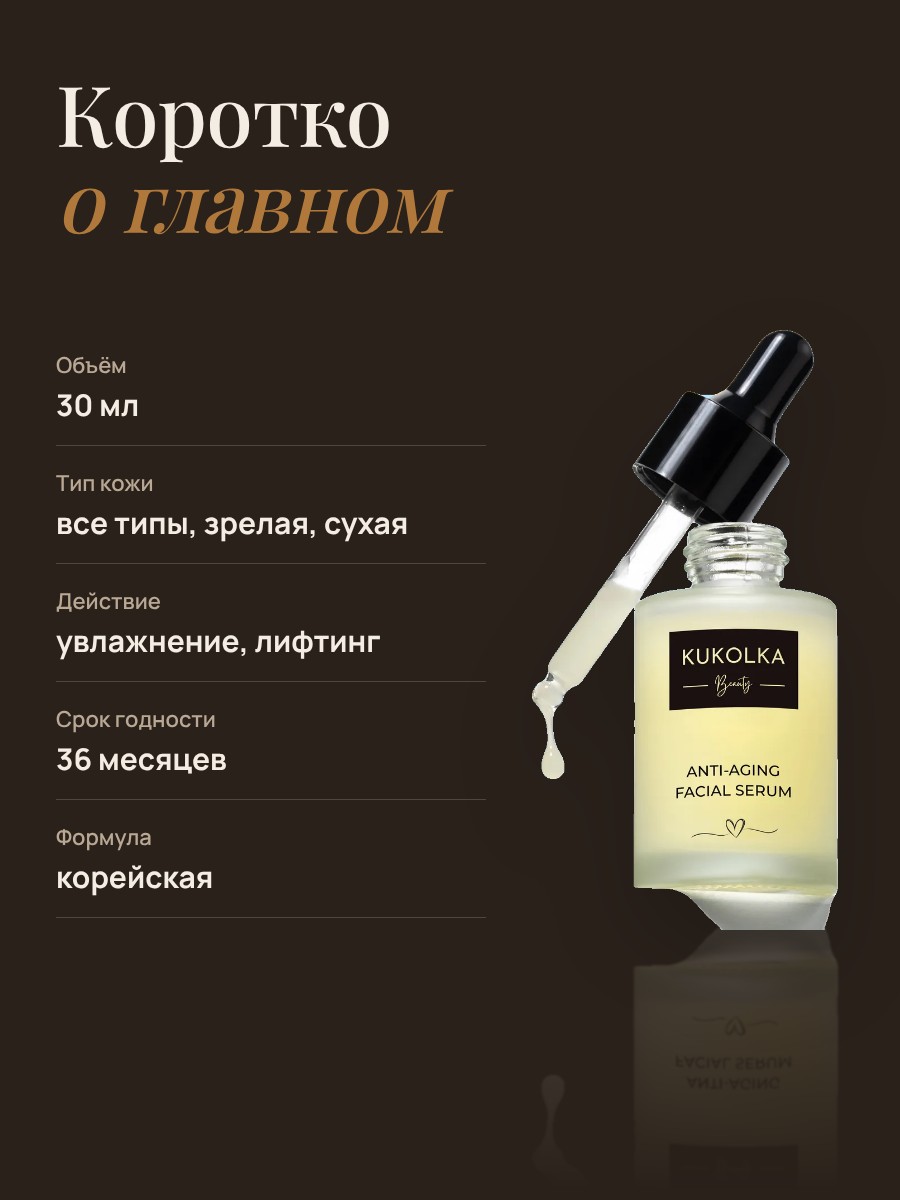 Коротко
о главном
Объём
30 мл
Тип кожи
все типы, зрелая, сухая
Действие
увлажнение, лифтинг
Срок годности
36 месяцев
Формула
корейская
KUKOLKA
Beauty
ANTI-AGING
FACIAL SERUM